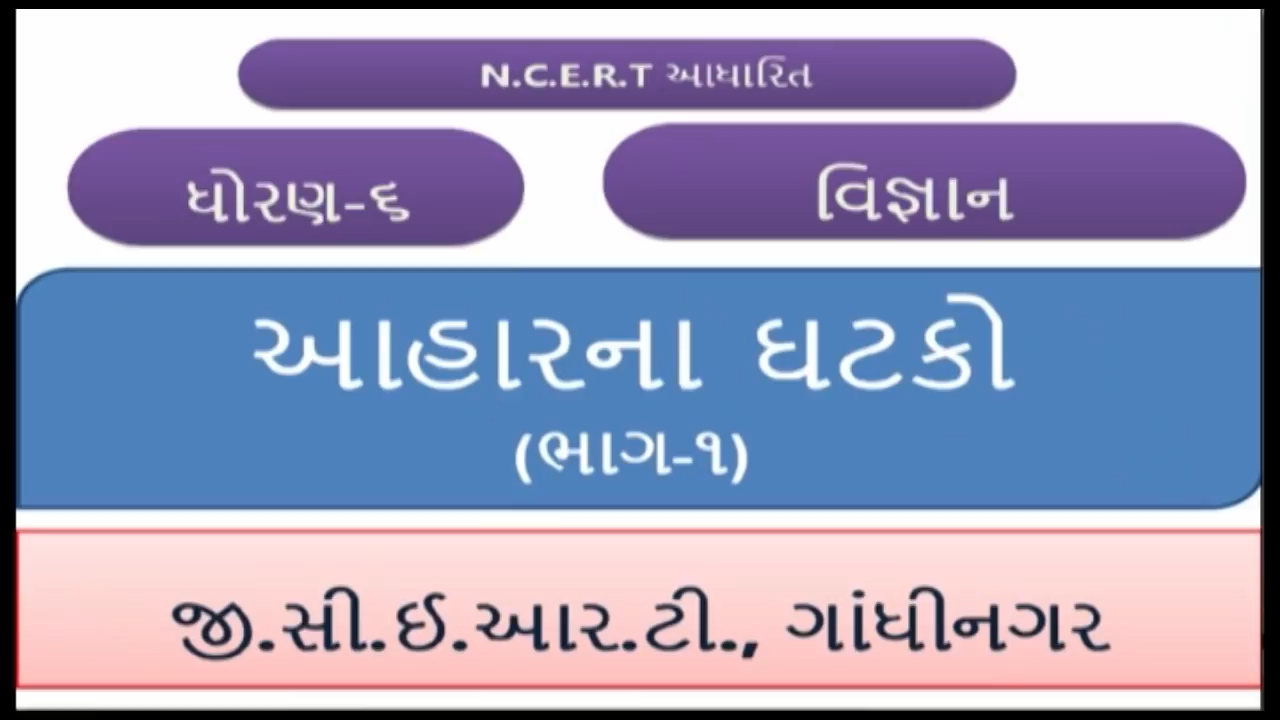 N.C.E.R.T આધારિત
ધોરણ-૬
વિજ્ઞાન
આહારના ઘટકો
(ભાગ-૧)
જી.સી.ઈ.આર.ટી., ગાંધીનગર